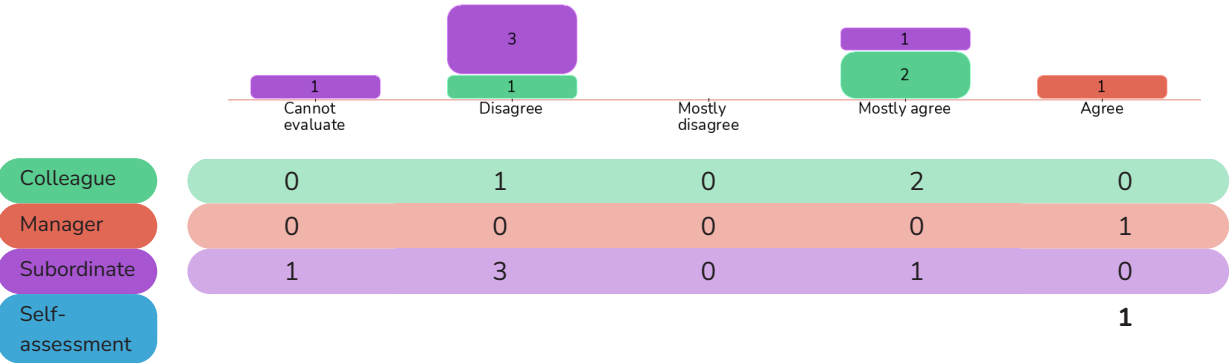 3
1
1
1
2
1
Cannot
evaluate
Disagree
Mostly
disagree
Mostly agree
Agree
Colleague 0 1 0 2 0
Manager 0 0 0 0 1
Subordinate 1 3 0 1 0
Self-
assessment
1